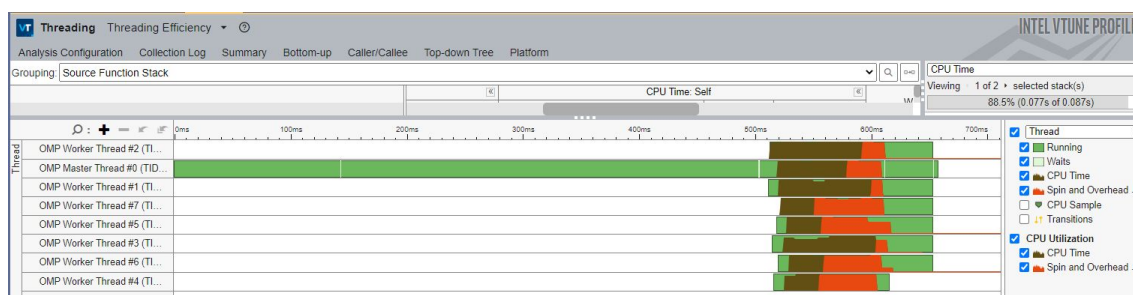 VT Threading Threading Efficiency INTEL VTUNE PROFIL
Analysis Configuration Collection Log Summary Bottom-up Caller/Callee Top-down Tree Platform
Grouping: Source Function Stack CPU Time
CPU Time: Self Viewing 1 of 2 selected stack(s)
88.5% (0.077s of 0.087s)
0ms 100ms 200ms 300ms 400ms 500ms 600ms 700ms Thread
Thread
OMP Worker Thread #2 (TI... Running
OMP Master Thread #0 (TID... Waits
OMP Worker Thread #1 (TI... CPU Time
OMP Worker Thread #7 (TI... Spin and Overhead
OMP Worker Thread #5 (TI... CPU Sample
OMP Worker Thread #3 (TI... Transitions
OMP Worker Thread #6 (TI... CPU Utilization
OMP Worker Thread #4 (TI... CPU Time
Spin and Overhead